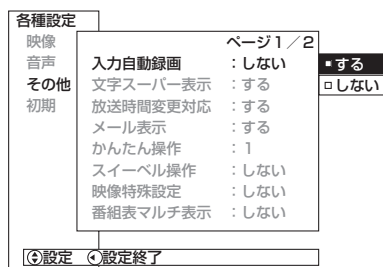 各種設定
映像
音声
その他
初期
ページ1／2
入力自動録画 ：しない
文字スーパー表示 ：する
放送時間変更対応 ：する
メール表示 ：する
かんたん操作 ：1
スイーベル操作 ：しない
映像特殊設定 ：しない
番組表マルチ表示 ：しない
する
しない
設定 設定終了